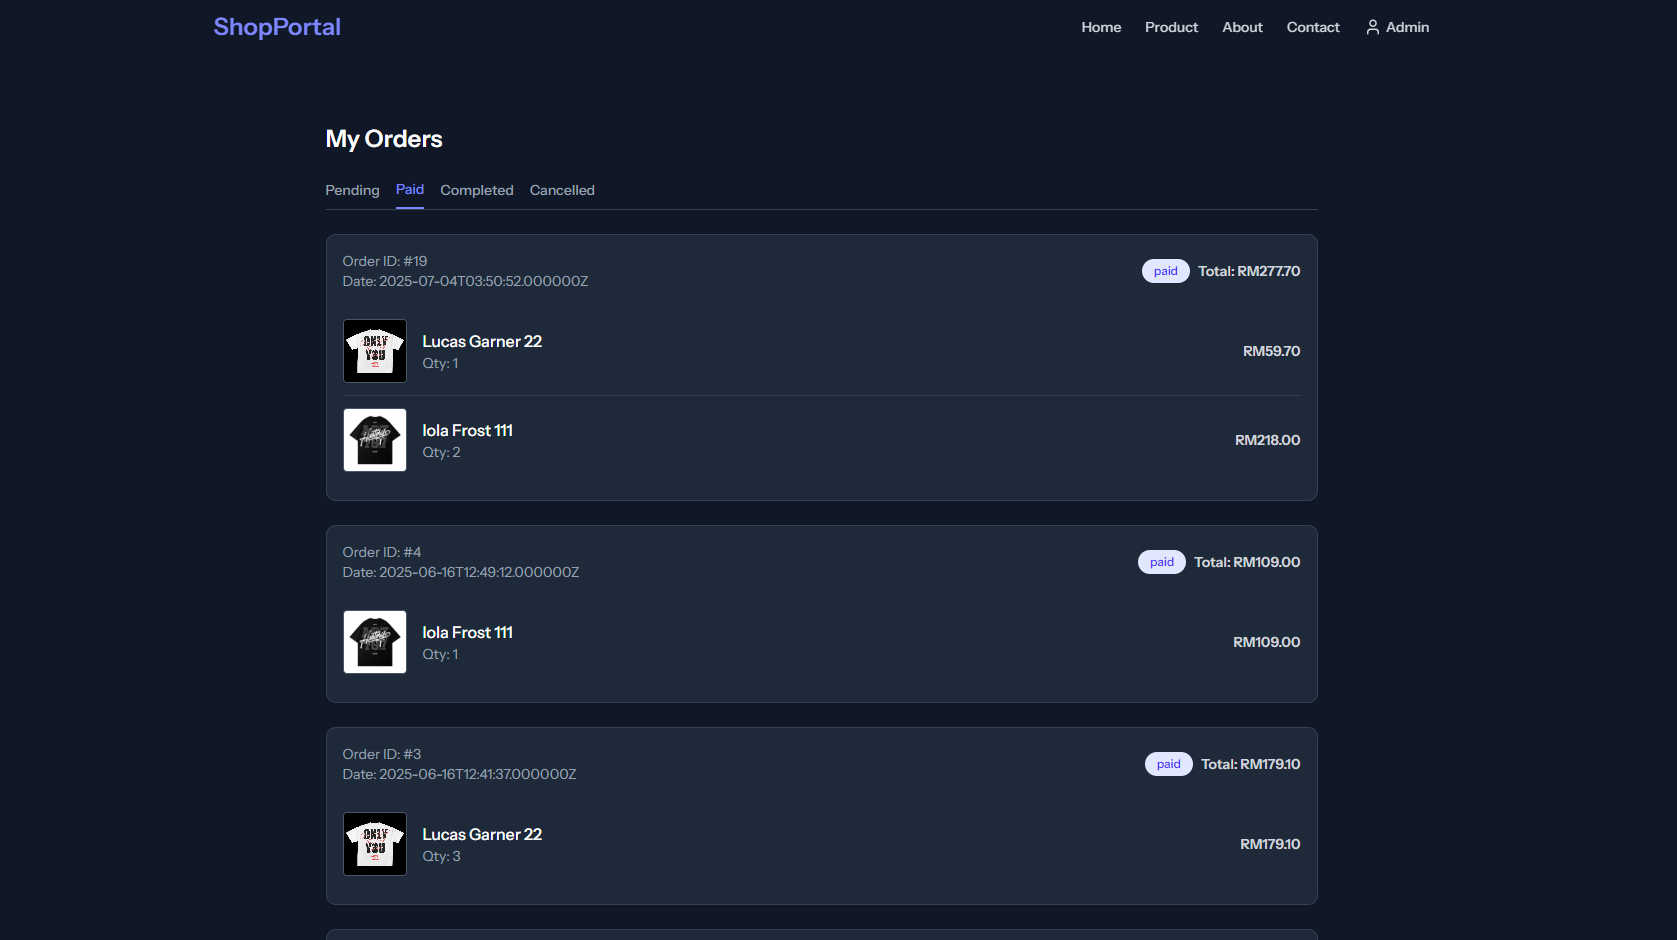 ShopPortal
Home Product About Contact Admin
My Orders
Pending Paid Completed Cancelled
Order ID: #19
Date: 2025-07-04T03:50:52.000000Z
paid Total: RM277.70
ONLY
YOU
Lucas Garner 22
Qty: 1
RM59.70
Iola Frost 111
Qty: 2
RM218.00
Order ID: #4
Date: 2025-06-16T12:49:12.000000Z
paid Total: RM109.00
Iola Frost 111
Qty: 1
RM109.00
Order ID: #3
Date: 2025-06-16T12:41:37.000000Z
paid Total: RM179.10
ONLY
YOU
Lucas Garner 22
Qty: 3
RM179.10